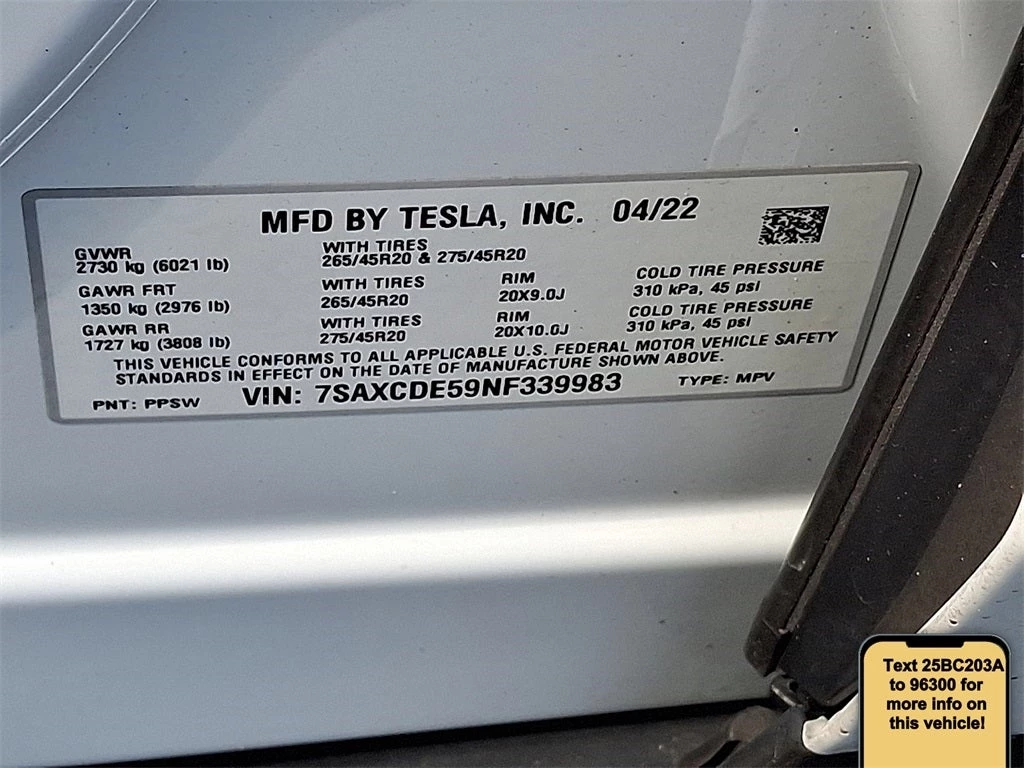 MFD BY TESLA, INC. 04/22
GVWR
2730 kg (6021 lb)
WITH TIRES
265/45R20 & 275/45R20
GAWR FRT
1350 kg (2976 lb)
WITH TIRES
265/45R20
RIM
20X9.0J
COLD TIRE PRESSURE
310 kPa, 45 psi
GAWR RR
1727 kg (3808 lb)
WITH TIRES
275/45R20
RIM
20X10.0J
COLD TIRE PRESSURE
310 kPa, 45 psi
THIS VEHICLE CONFORMS TO ALL APPLICABLE U.S. FEDERAL MOTOR VEHICLE SAFETY
STANDARDS IN EFFECT ON THE DATE OF MANUFACTURE SHOWN ABOVE.
PNT: PPSW VIN: 7SAXCDE59NF339983 TYPE: MPV
Text 25BC203A
to 96300 for
more info on
this vehicle!